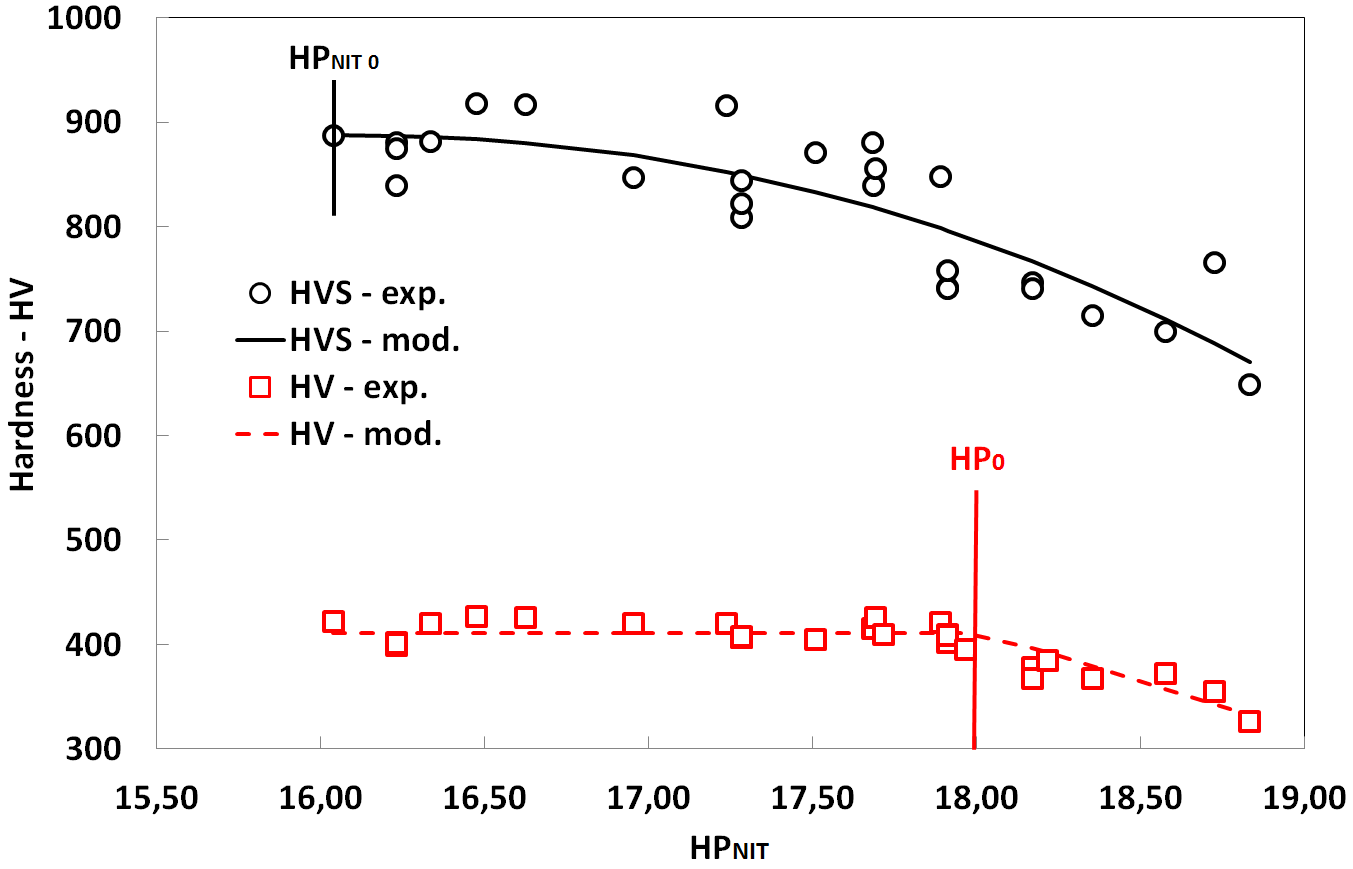 1000
900
800
700
600
500
400
300
Hardness - HV
HPNIT 0
HVS - exp.
HVS - mod.
HV - exp.
HV - mod.
HP0
15,50 16,00 16,50 17,00 17,50 18,00 18,50 19,00
HPNIT